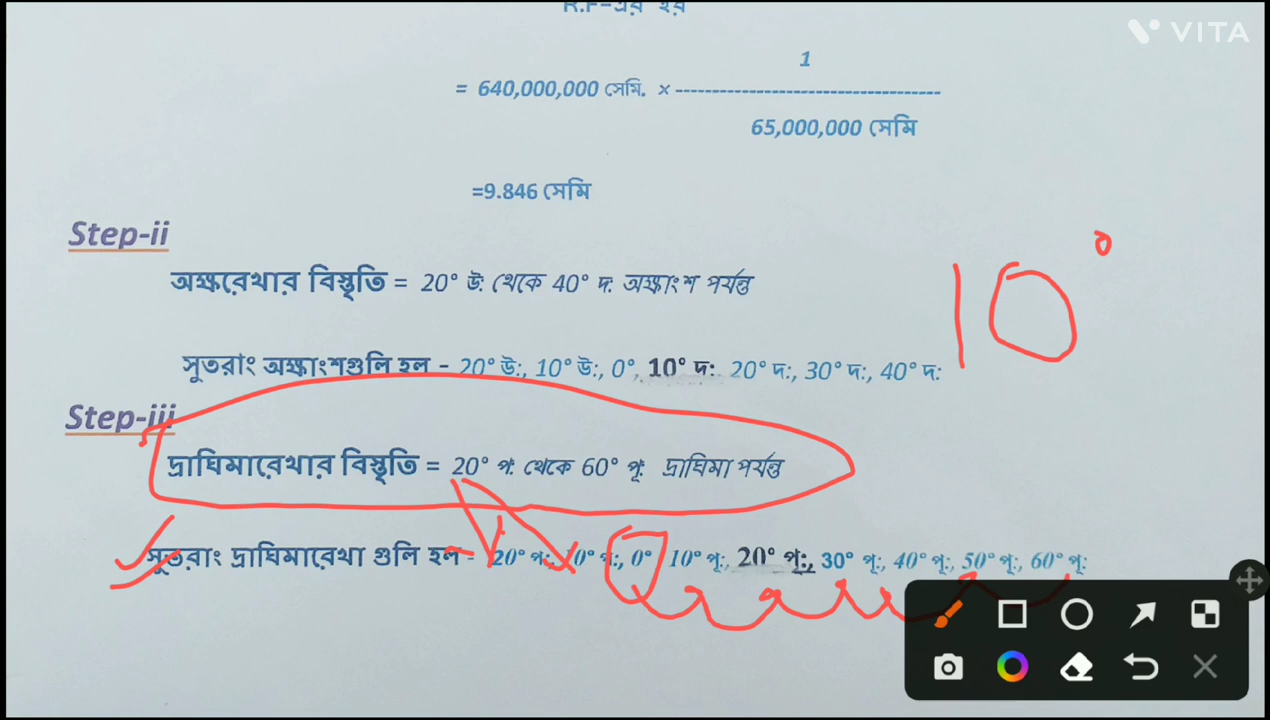 R.F-এর হর
VITA
1
= 640,000,000 সেমি. × ------------------------------------
65,000,000 সেমি
=9.846 সেমি
Step-ii
অক্ষরেখার বিস্তৃতি = 20° উ: থেকে 40° দ: অক্ষাংশ পর্যন্ত
10°
সুতরাং অক্ষাংশগুলি হল - 20° উ:, 10° উ:, 0°, 10° দ: 20° দ:, 30° দ:, 40° দ:
Step-iii
দ্রাঘিমারেখার বিস্তৃতি = 20° প: থেকে 60° পূ: দ্রাঘিমা পর্যন্ত
সুতরাং দ্রাঘিমারেখা গুলি হল - 20° প:, 10° প:, 0° 10° পূ:, 20° পূ:, 30° পূ:, 40° পূ:, 50° পূ:, 60° পূ: